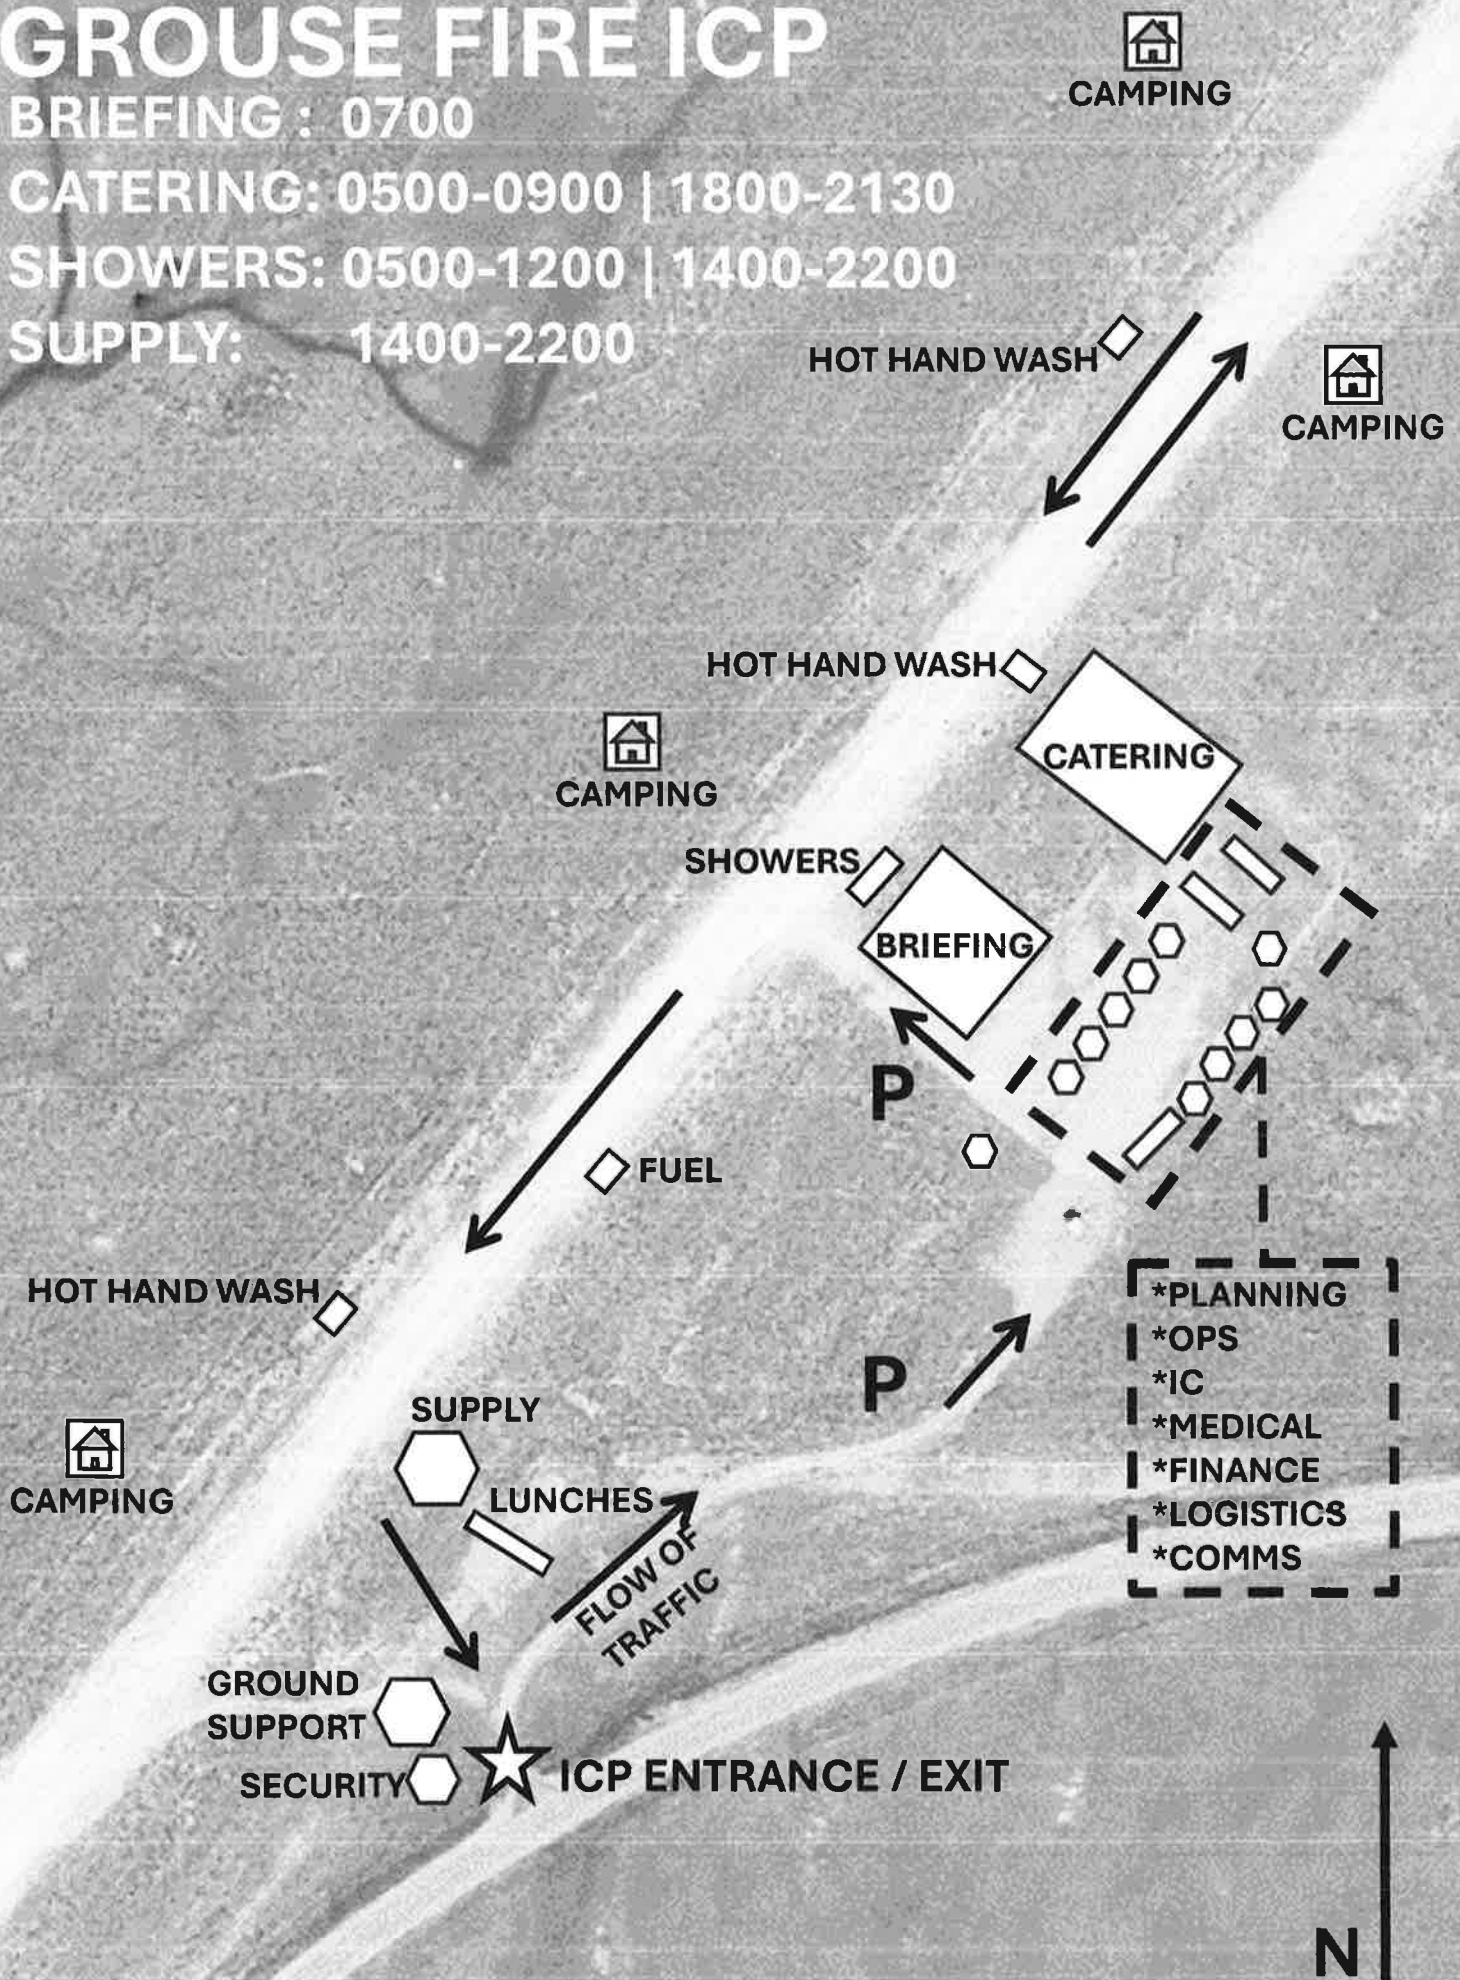 GROUSE FIRE ICP
BRIEFING : 0700
CATERING: 0500-0900 | 1800-2130
SHOWERS: 0500-1200 | 1400-2200
SUPPLY: 1400-2200
CAMPING
HOT HAND WASH
CAMPING
HOT HAND WASH
CATERING
CAMPING
SHOWERS
BRIEFING
P
FUEL
HOT HAND WASH
P
*PLANNING
*OPS
*IC
*MEDICAL
*FINANCE
*LOGISTICS
*COMMS
SUPPLY
LUNCHES
CAMPING
FLOW OF
TRAFFIC
GROUND
SUPPORT
SECURITY
ICP ENTRANCE / EXIT
N